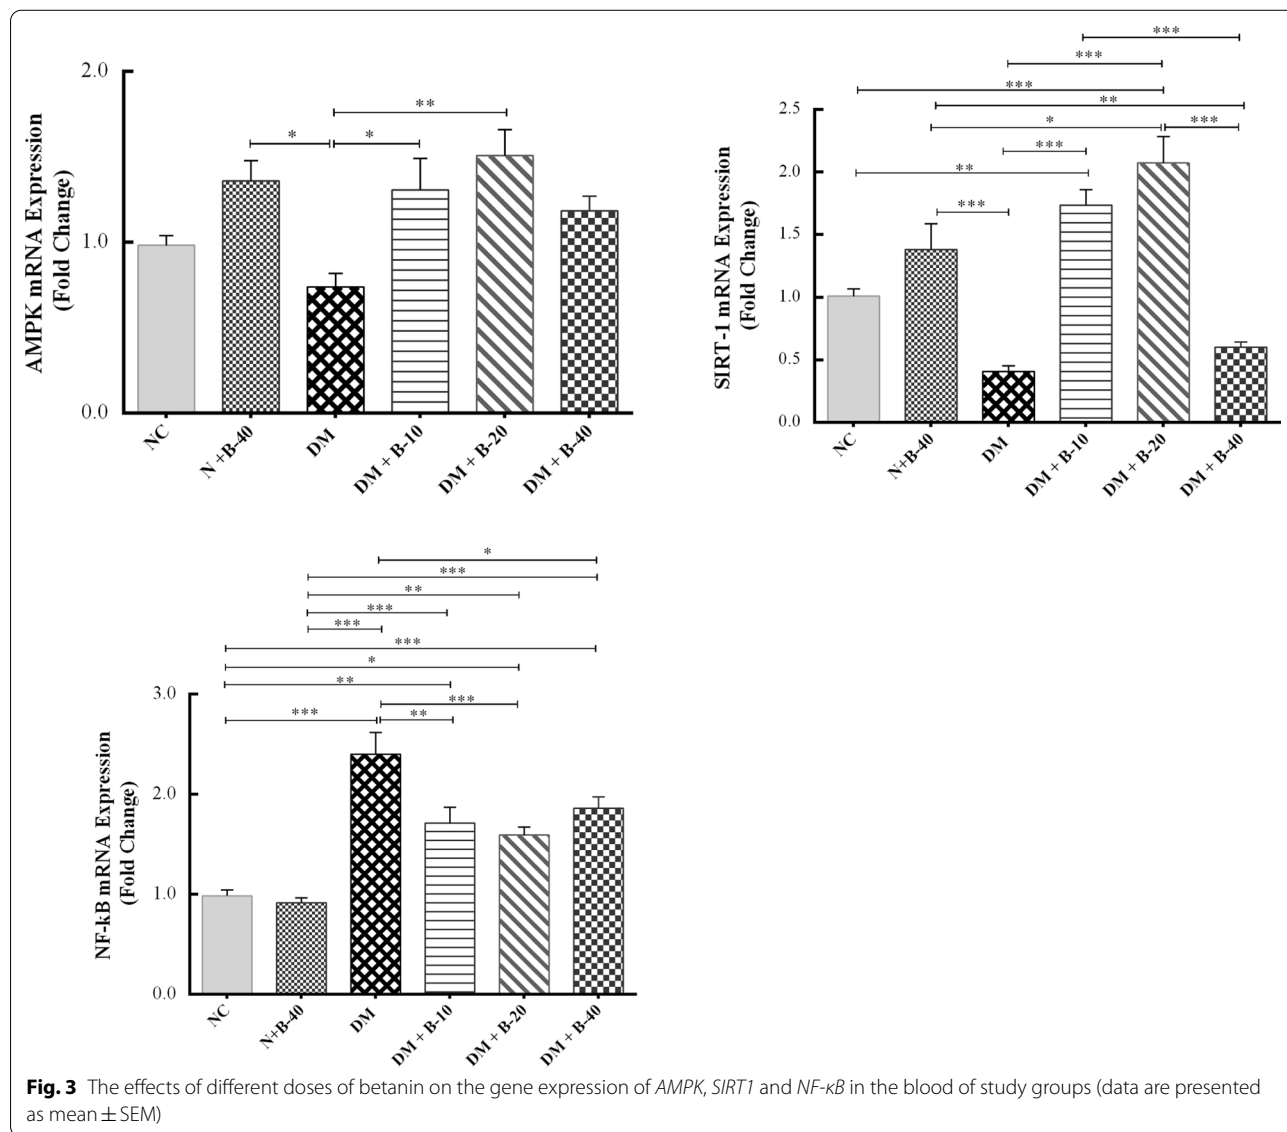 AMPK mRNA Expression
(Fold Change)
2.0
1.0
0.0
**
*
*
NC
N +B-40
DM
DM + B-10
DM + B-20
DM + B-40
SIRT-1 mRNA Expression
(Fold Change)
2.5
2.0
1.5
1.0
0.5
0.0
***
***
***
**
*
***
***
**
***
NC
N+B-40
DM
DM + B-10
DM + B-20
DM + B-40
NF-kB mRNA Expression
(Fold Change)
3.0
2.0
1.0
0.0
*
***
**
***
***
***
*
**
***
***
**
NC
N+B-40
DM
DM + B-10
DM + B-20
DM + B-40
Fig. 3 The effects of different doses of betanin on the gene expression of AMPK, SIRT1 and NF-κB in the blood of study groups (data are presented
as mean ± SEM)